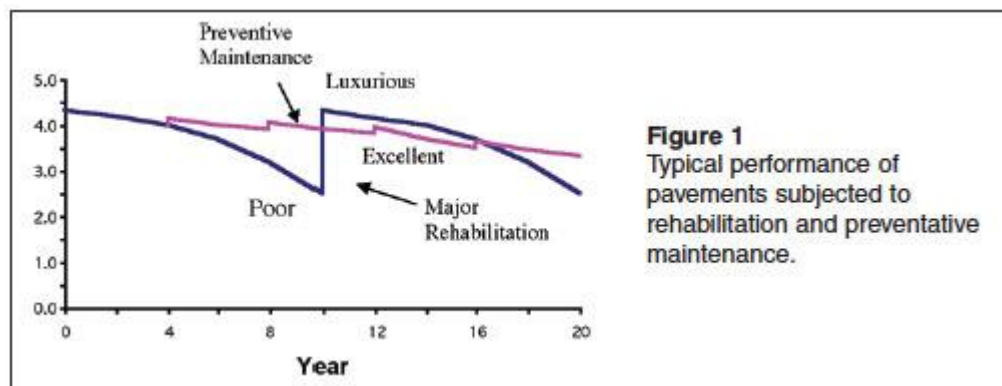 Preventive
Maintenance
Luxurious
5.0
4.0
3.0
2.0
1.0
0.0
Excellent
Poor
Major
Rehabilitation
0 4 8 12 16 20
Year
Figure 1
Typical performance of
pavements subjected to
rehabilitation and preventative
maintenance.